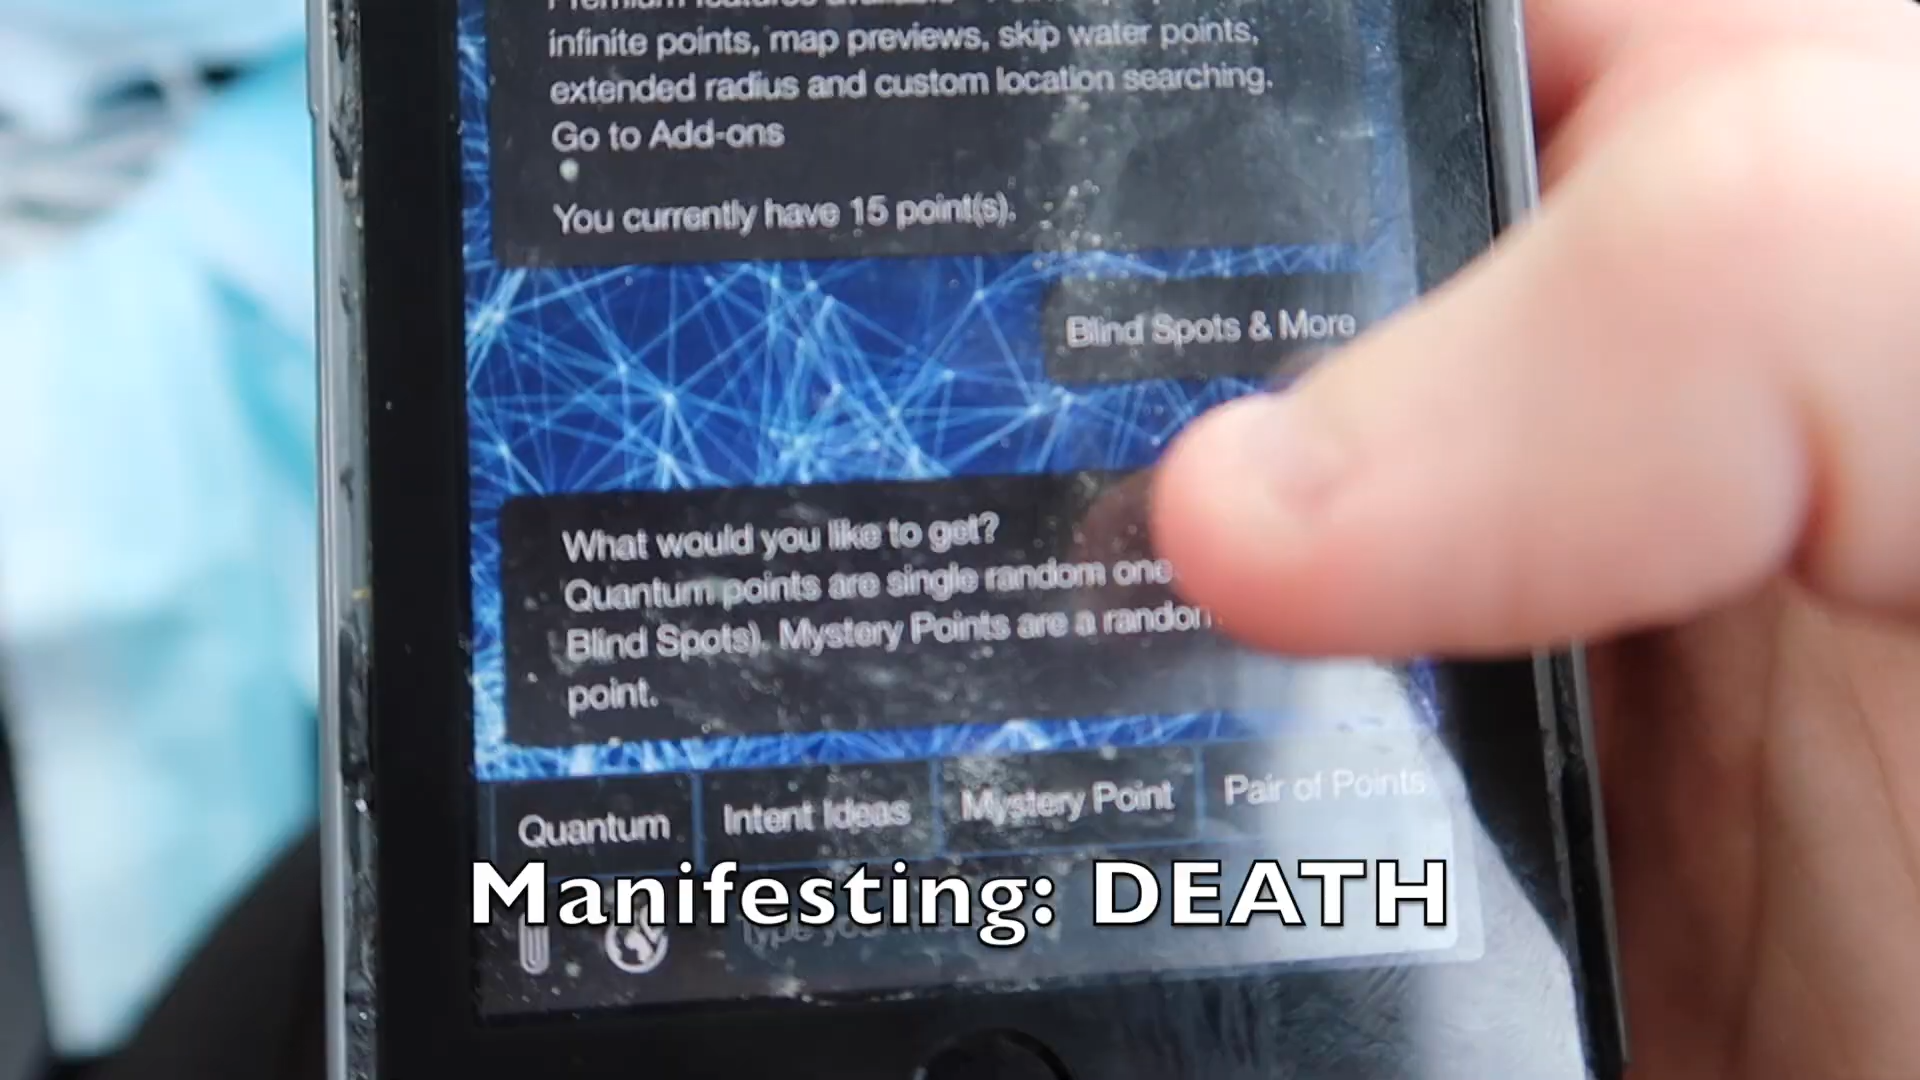 infinite points, map previews, skip water points,
extended radius and custom location searching.
Go to Add-ons
You currently have 15 point(s).
Blind Spots & More
What would you like to get?
Quantum points are single random one
Blind Spots). Mystery Points are a random
point.
Quantum
Intent Ideas
Mystery Point
Pair of Points
Manifesting: DEATH